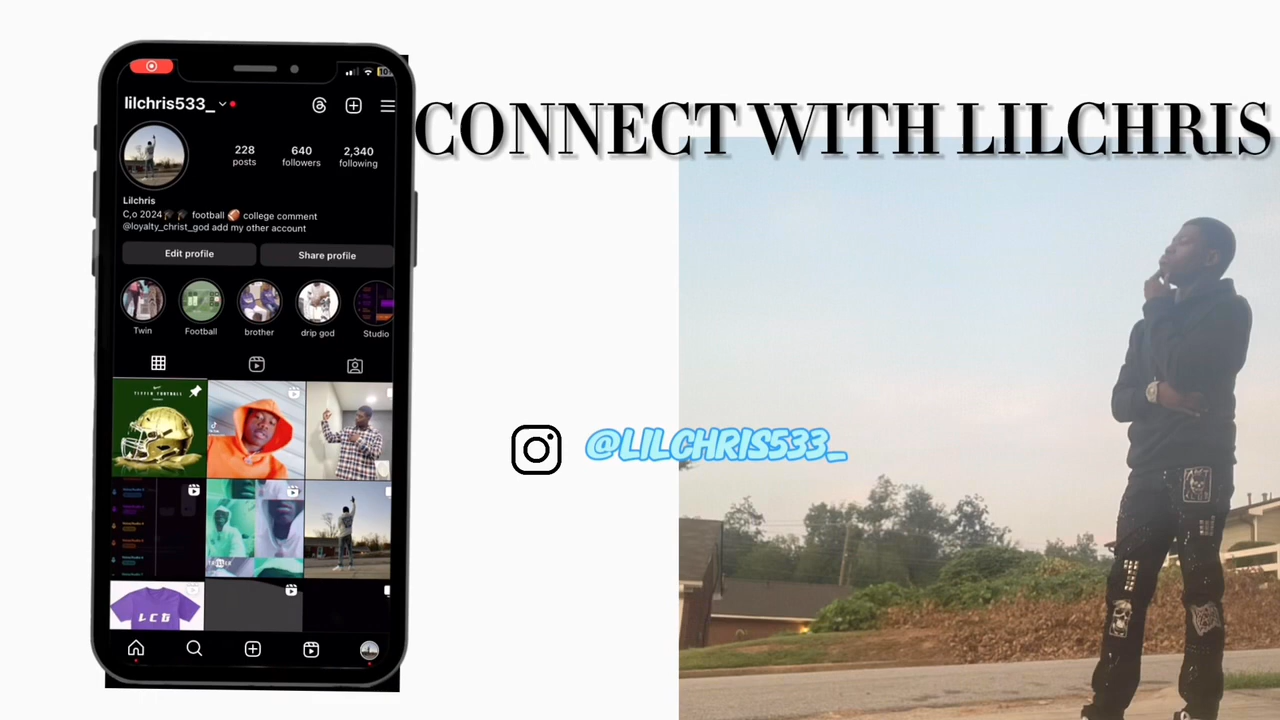 CONNECT WITH LILCHRIS
lilchris533_
228 posts
640 followers
2,340 following
Lilchris
C,o 2024🎓🎓 football 🏈 college comment
@loyalty_christ_god add my other account
Edit profile
Share profile
Twin
Football
brother
drip god
Studio
LCG
@LILCHRIS533_